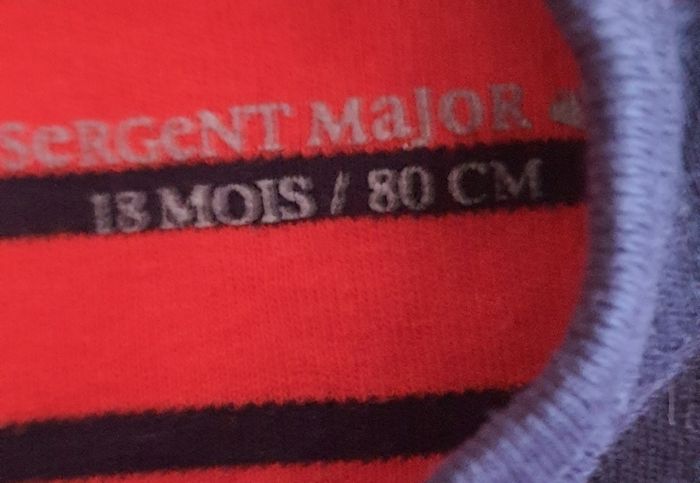 SeRGeNT MaJoR
18 MOIS / 80 CM